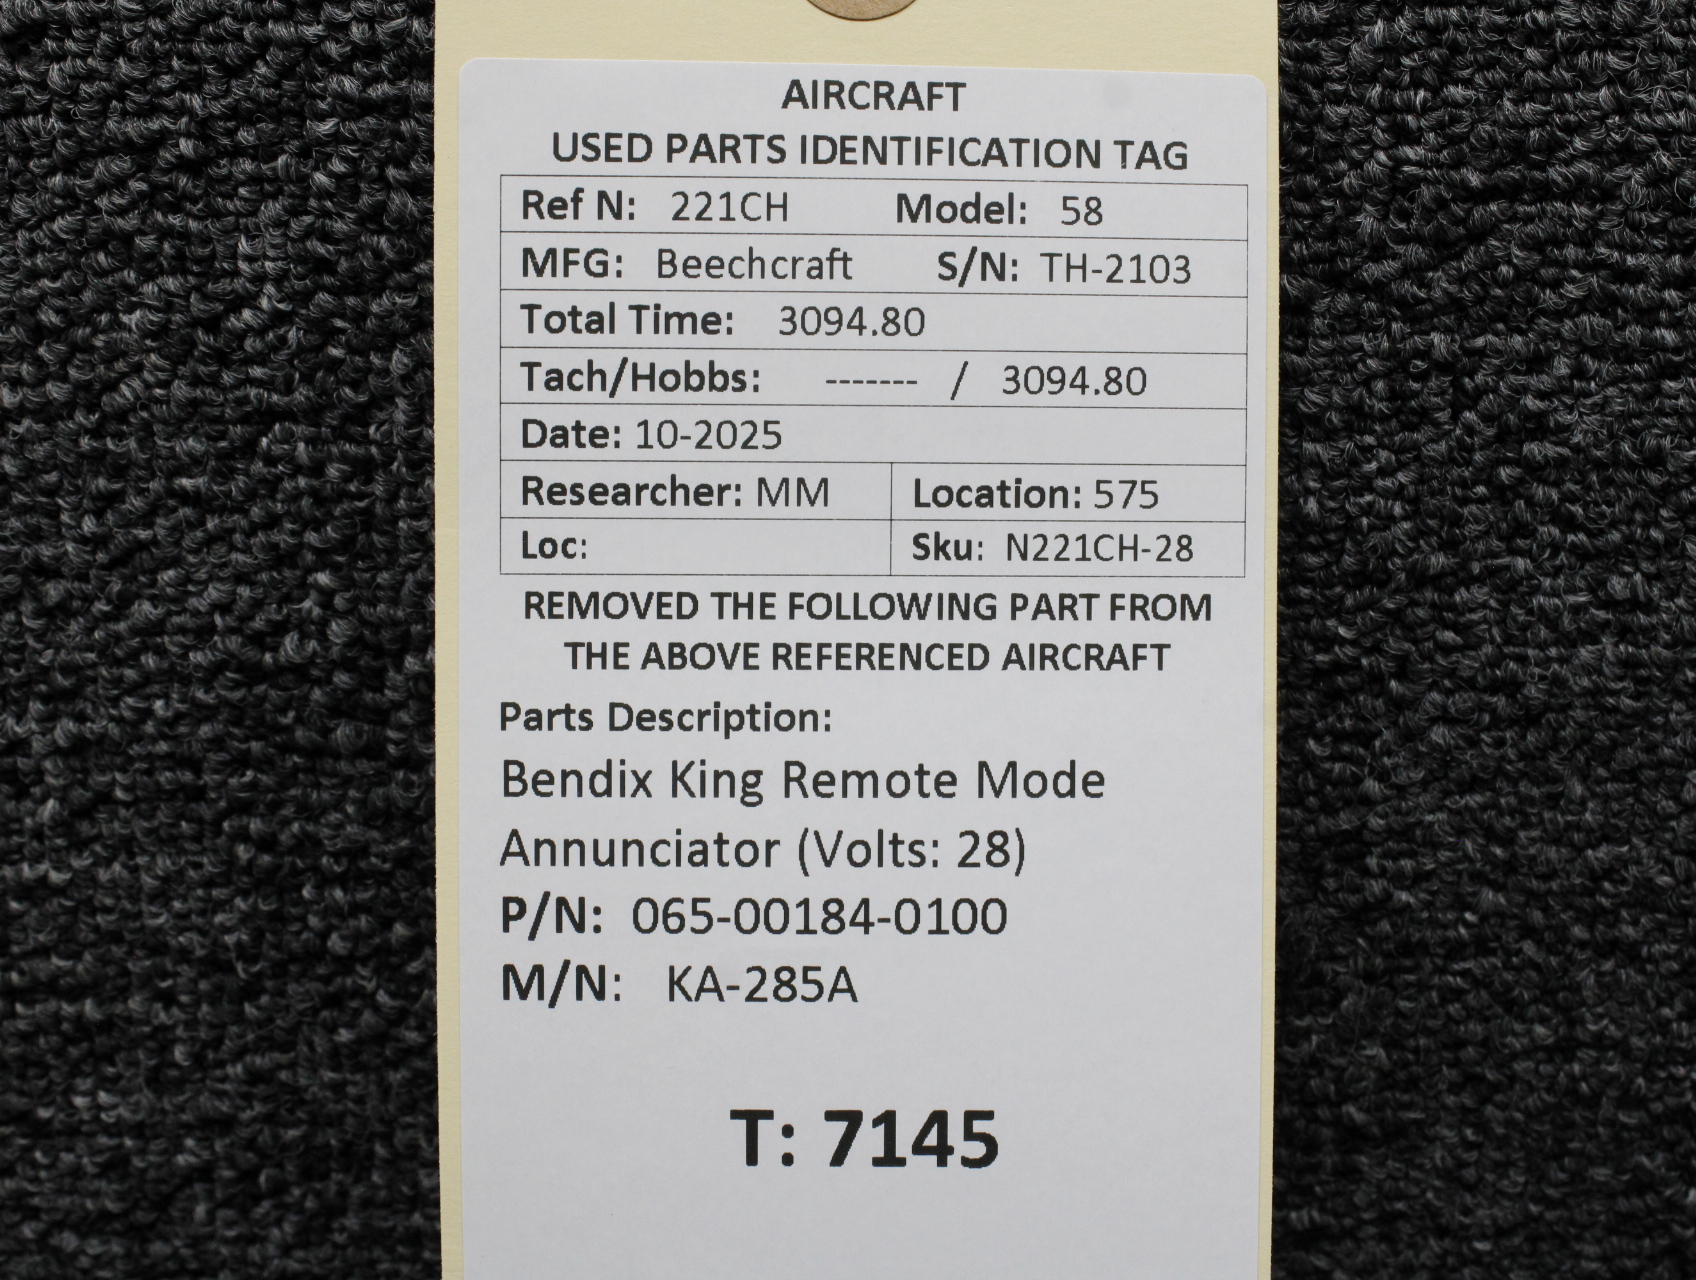 AIRCRAFT
USED PARTS IDENTIFICATION TAG
Ref N: 221CH Model: 58
MFG: Beechcraft S/N: TH-2103
Total Time: 3094.80
Tach/Hobbs: ------- / 3094.80
Date: 10-2025
Researcher: MM Location: 575
Loc: Sku: N221CH-28
REMOVED THE FOLLOWING PART FROM
THE ABOVE REFERENCED AIRCRAFT
Parts Description:
Bendix King Remote Mode
Annunciator (Volts: 28)
P/N: 065-00184-0100
M/N: KA-285A
T: 7145